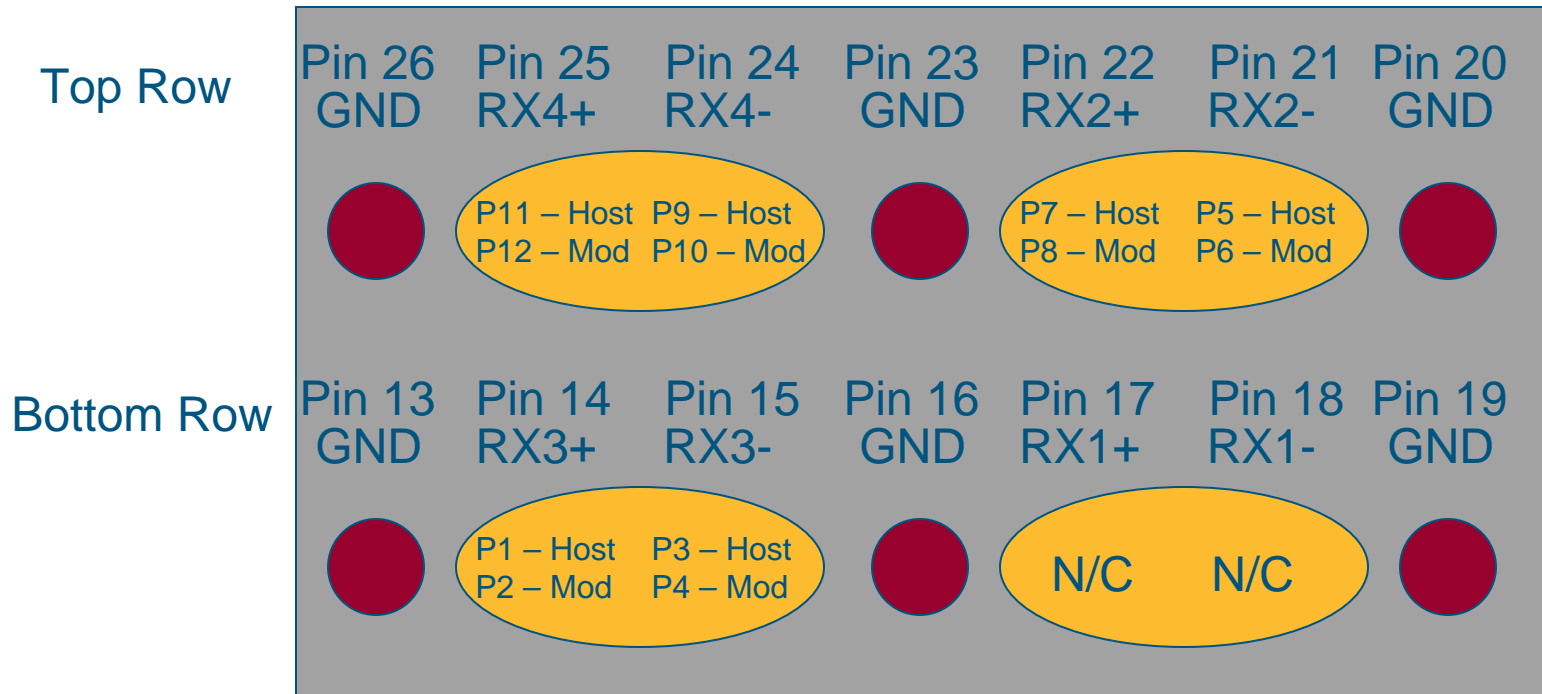 Top Row
Pin 26 Pin 25 Pin 24 Pin 23 Pin 22 Pin 21 Pin 20
GND RX4+ RX4- GND RX2+ RX2- GND
P11 – Host P9 – Host P7 – Host P5 – Host
P12 – Mod P10 – Mod P8 – Mod P6 – Mod
Bottom Row
Pin 13 Pin 14 Pin 15 Pin 16 Pin 17 Pin 18 Pin 19
GND RX3+ RX3- GND RX1+ RX1- GND
P1 – Host P3 – Host
P2 – Mod P4 – Mod
N/C N/C